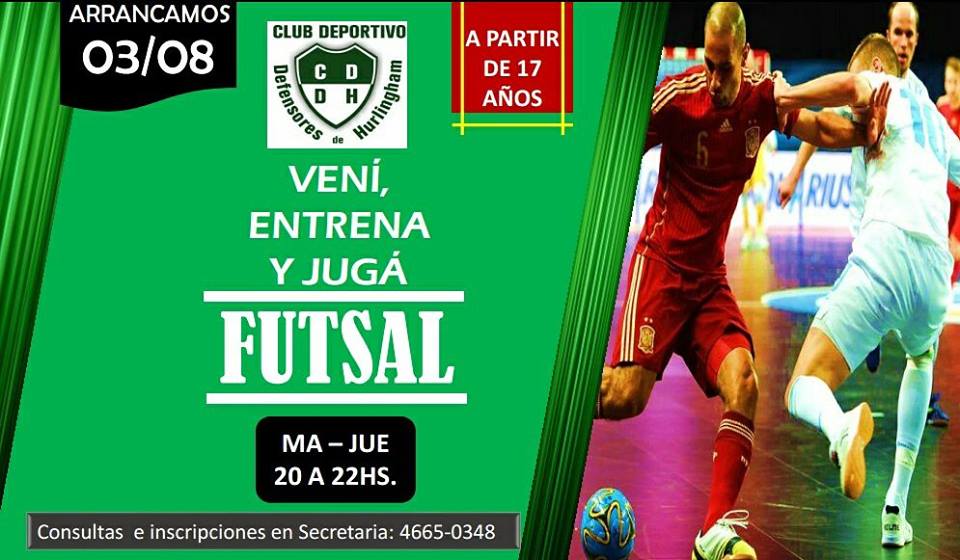 ARRANCAMOS
03/08
CLUB DEPORTIVO
C D
D H
Defensores de Hurlingham
A PARTIR
DE 17
AÑOS
VENÍ,
ENTRENA
Y JUGÁ
FUTSAL
MA – JUE
20 A 22HS.
Consultas e inscripciones en Secretaria: 4665-0348
6